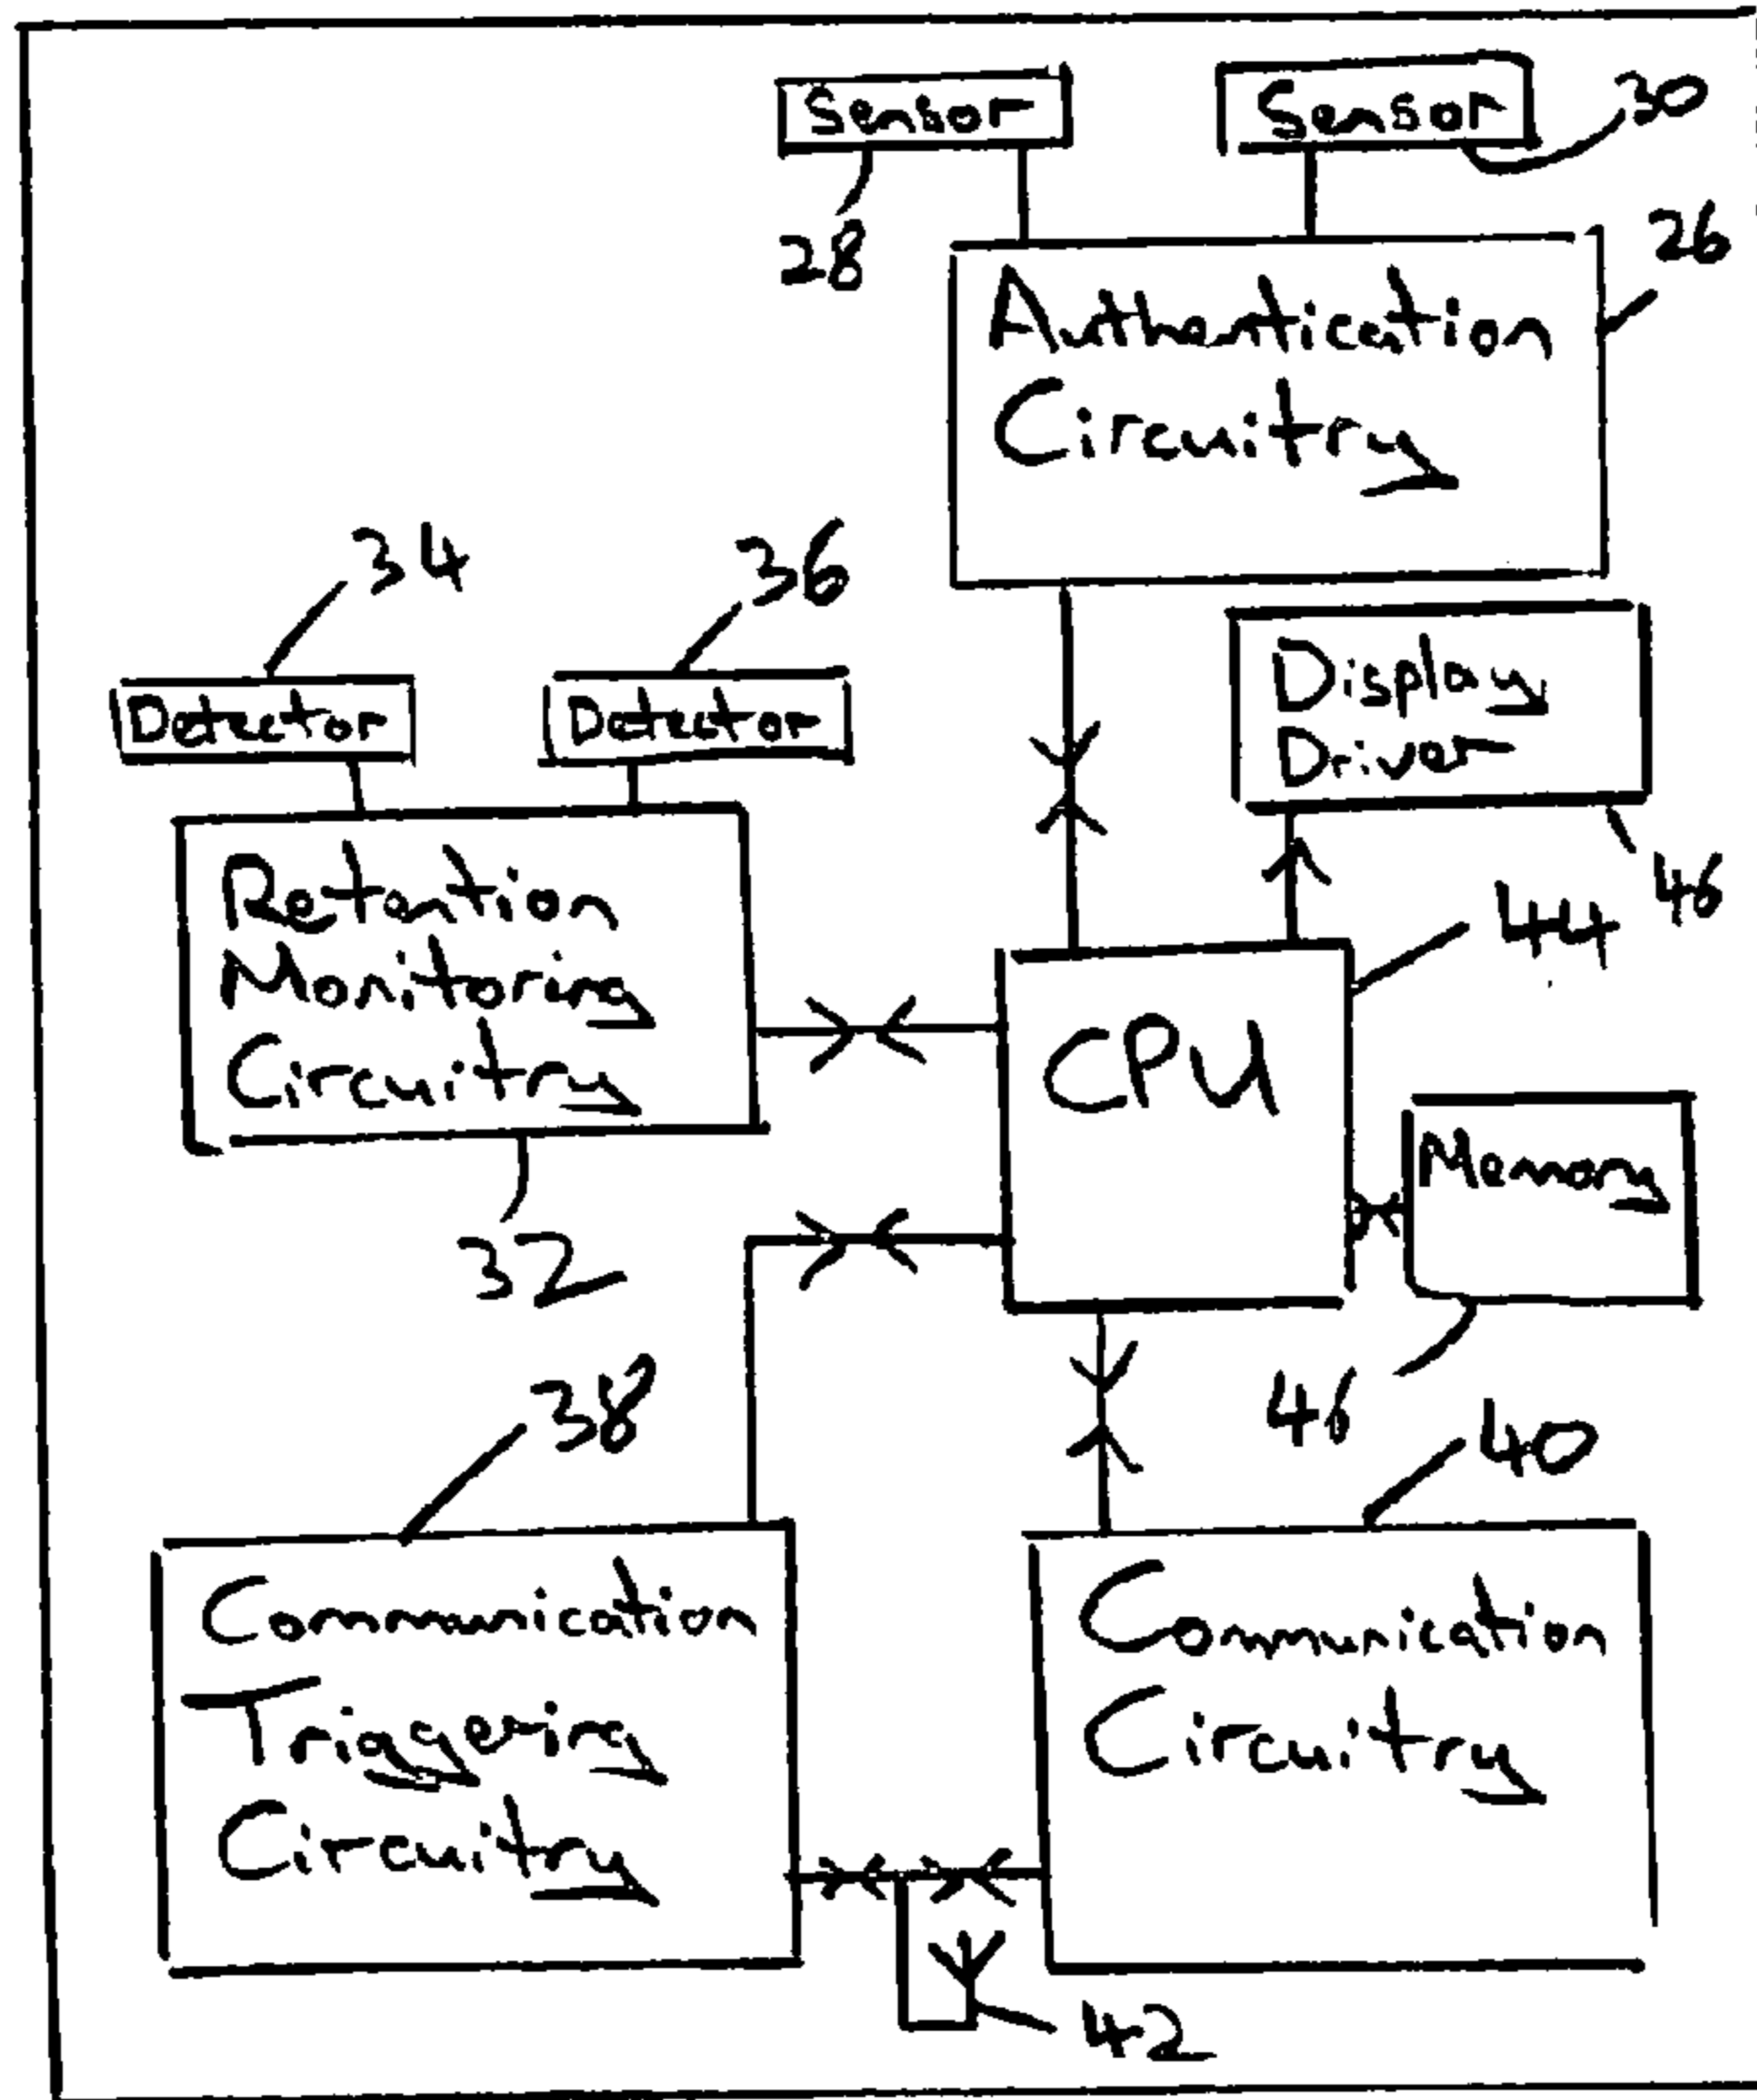 Sensor
Sensor
30
28
26
Authentication
Circuitry
34
36
Detector
Detector
Display
Driver
46
44
Retention
Monitoring
Circuitry
CPU
Memory
32
46
38
40
Communication
Triggering
Circuitry
Communication
Circuitry
42